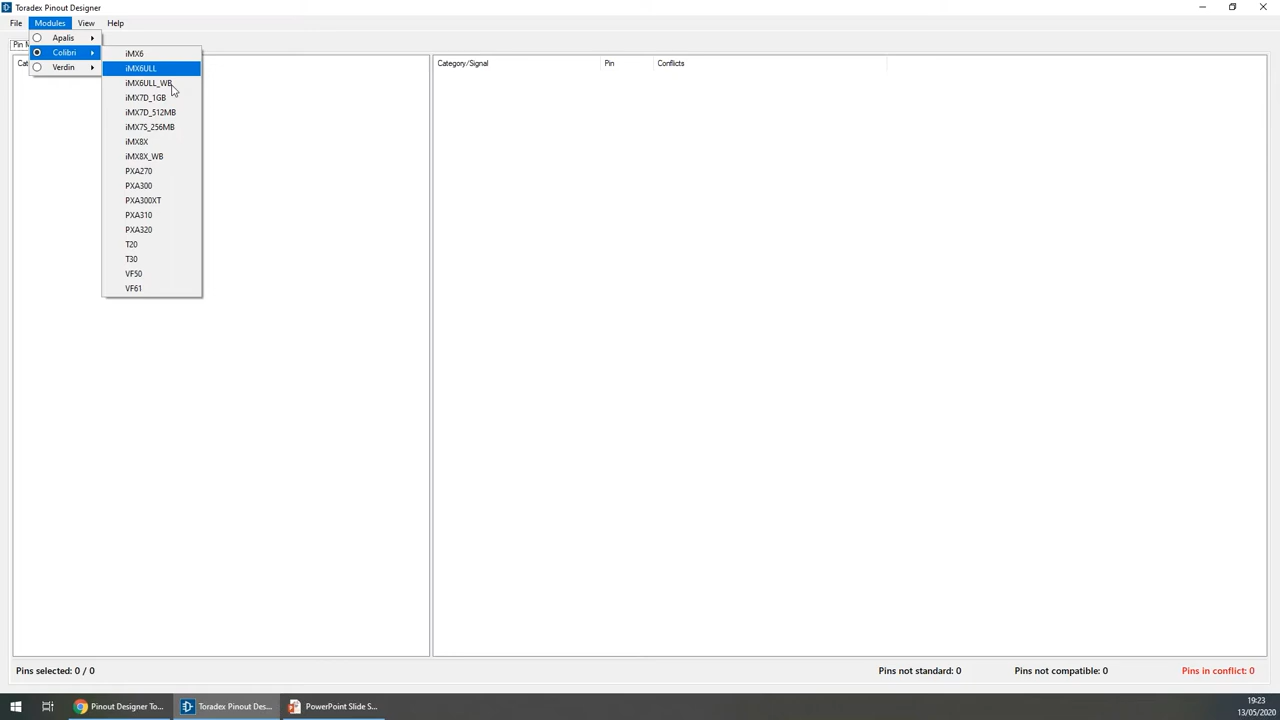 Toradex Pinout Designer
File Modules View Help
Apalis
Colibri
Verdin
iMX6
iMX6ULL
iMX6ULL_WB
iMX7D_1GB
iMX7D_512MB
iMX7S_256MB
iMX8X
iMX8X_WB
PXA270
PXA300
PXA300XT
PXA310
PXA320
T20
T30
VF50
VF61
Pin
Cat
Category/Signal Pin Conflicts
Pins selected: 0 / 0 Pins not standard: 0 Pins not compatible: 0 Pins in conflict: 0
Pinout Designer To... Toradex Pinout Des... PowerPoint Slide S...
19:23
13/05/2020